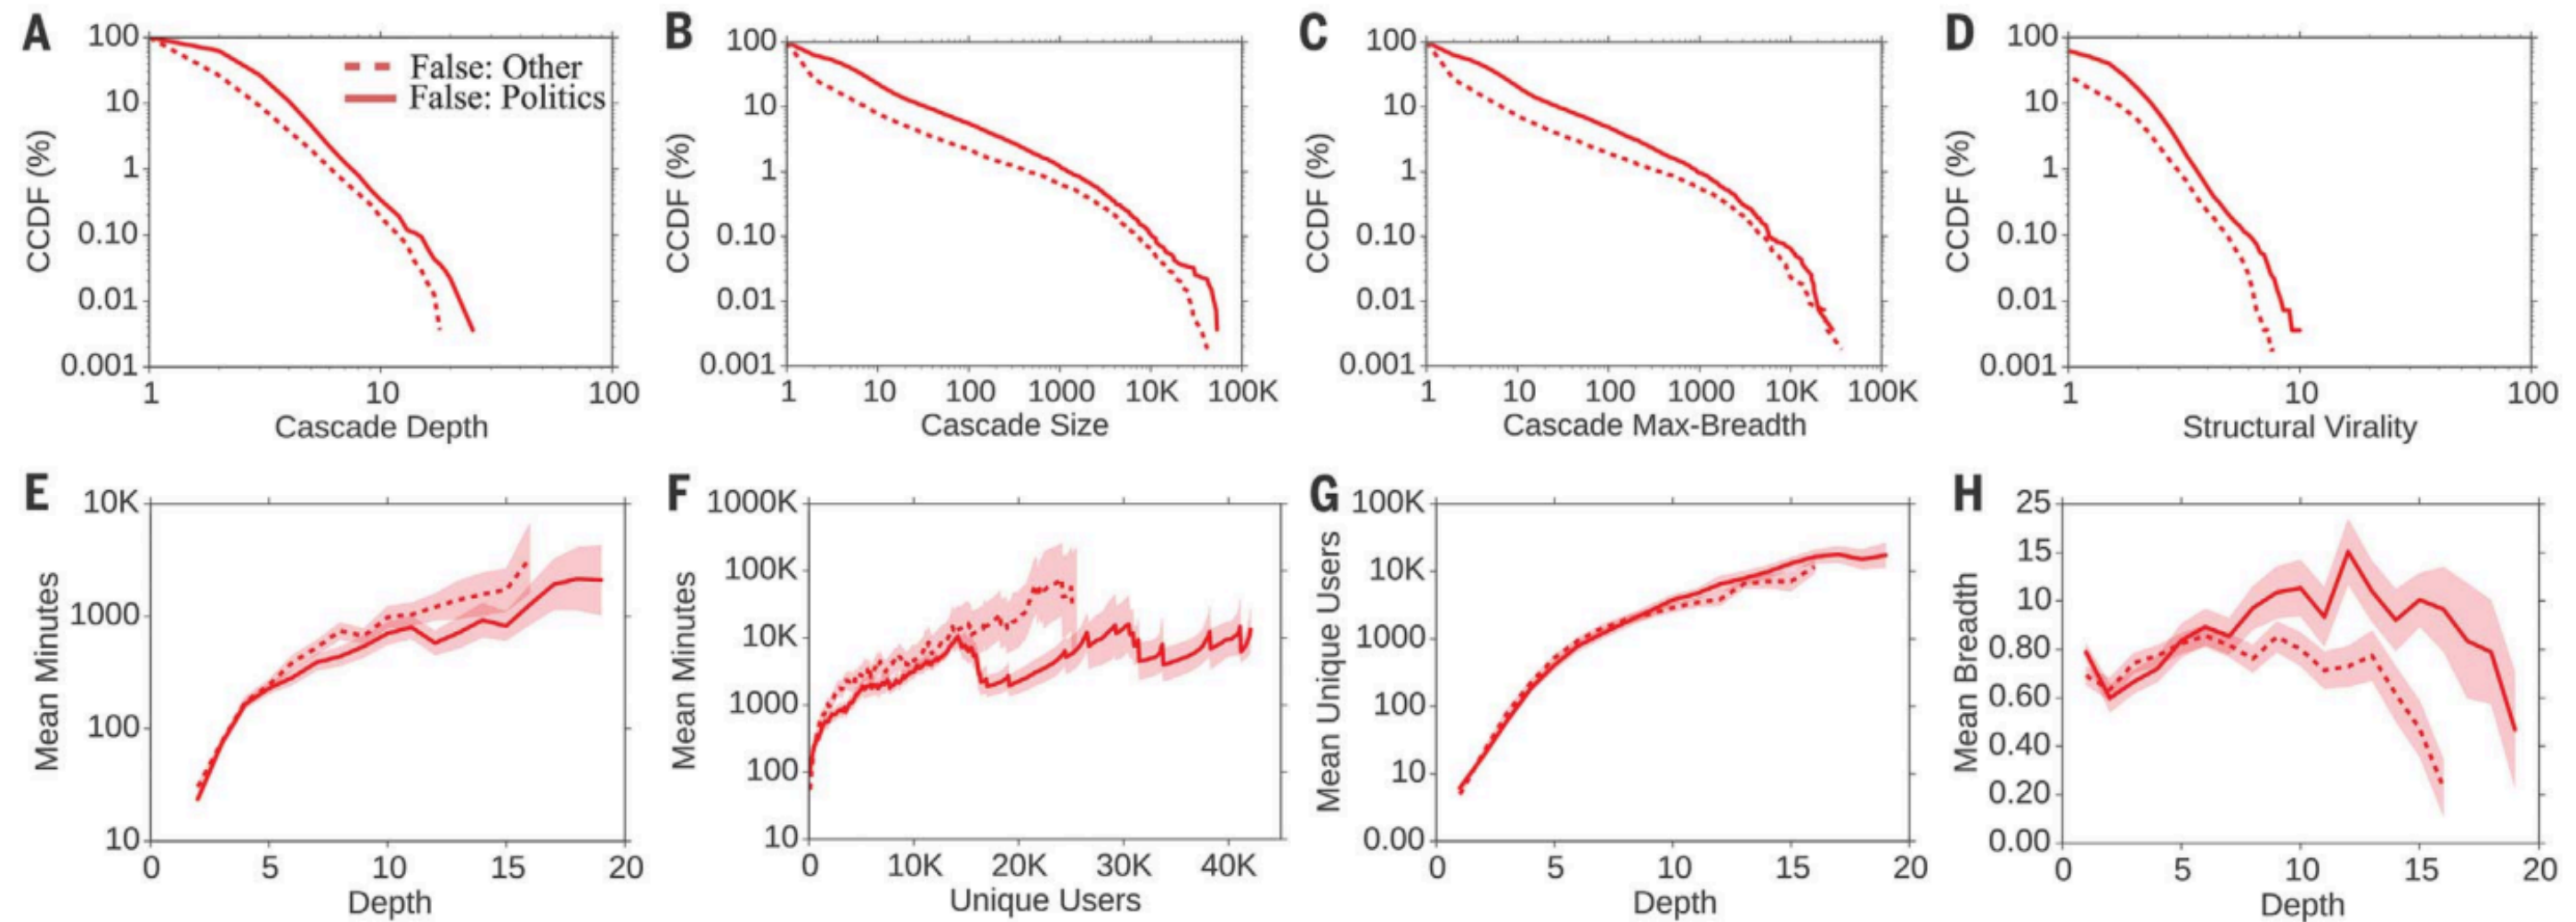 A
100
10
1
0.10
0.01
0.001
CCDF (%)
1 10 100
Cascade Depth
False: Other
False: Politics
B
100
10
1
0.10
0.01
0.001
CCDF (%)
1 10 100 1000 10K 100K
Cascade Size
C
100
10
1
0.10
0.01
0.001
CCDF (%)
1 10 100 1000 10K 100K
Cascade Max-Breadth
D
100
10
1
0.10
0.01
0.001
CCDF (%)
1 10 100
Structural Virality
E
10K
1000
100
10
Mean Minutes
0 5 10 15 20
Depth
F
1000K
100K
10K
1000
100
10
Mean Minutes
0 10K 20K 30K 40K
Unique Users
G
100K
10K
1000
100
10
0.00
Mean Unique Users
0 5 10 15 20
Depth
H
25
15
10
0.80
0.60
0.40
0.20
0.00
Mean Breadth
0 5 10 15 20
Depth